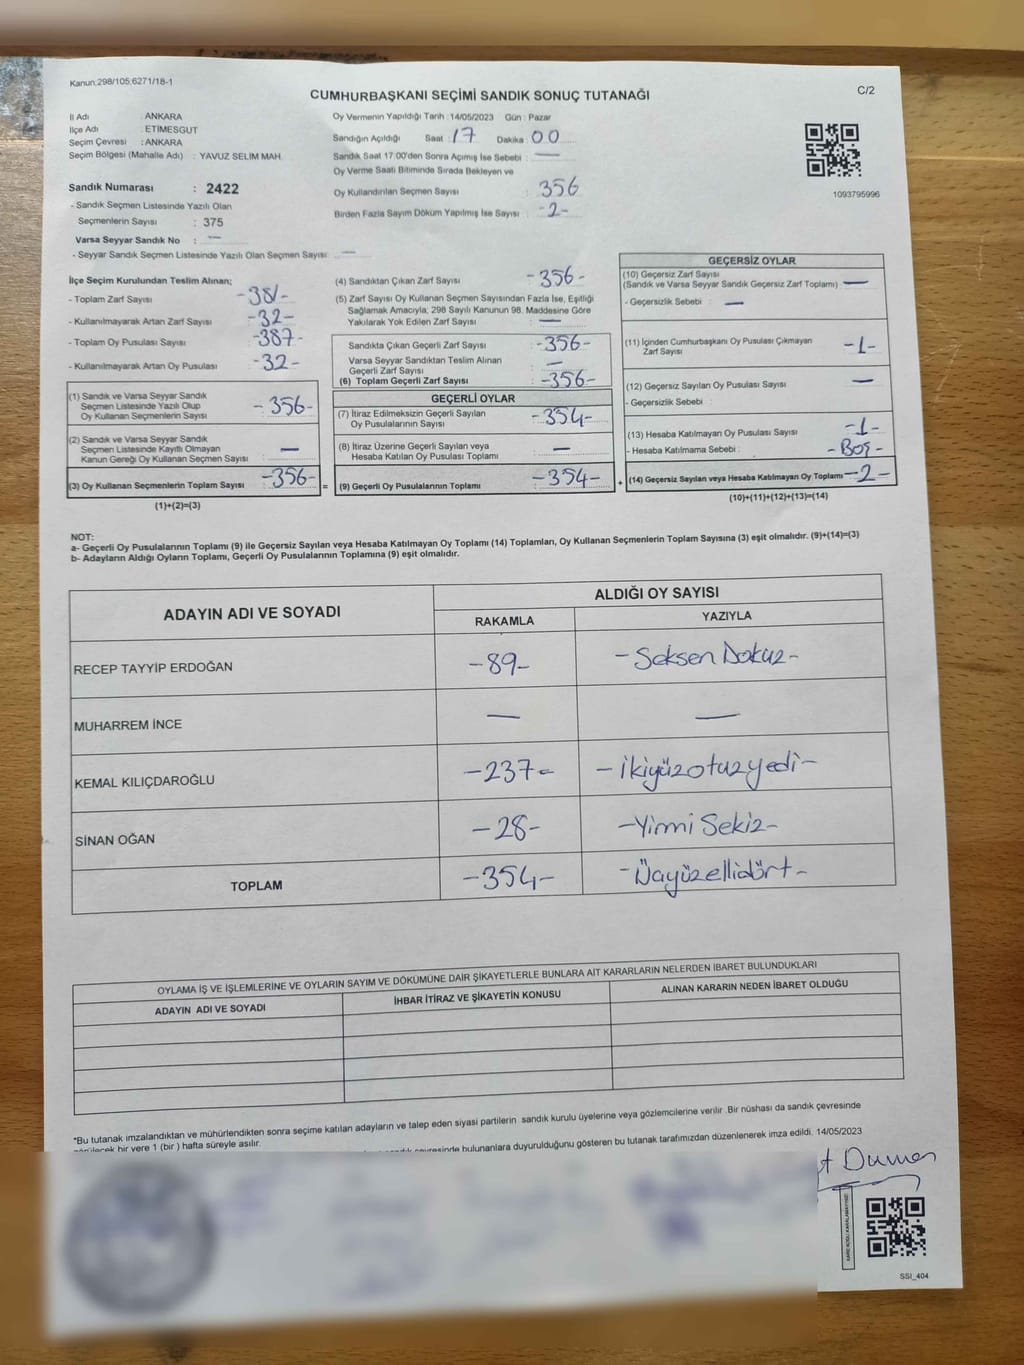 Kanun:298/105;6271/18-1
CUMHURBAŞKANI SEÇİMİ SANDIK SONUÇ TUTANAĞI
C/2
İl Adı : ANKARA
İlçe Adı : ETİMESGUT
Seçim Çevresi : ANKARA
Seçim Bölgesi (Mahalle Adı) : YAVUZ SELİM MAH.
Oy Vermenin Yapıldığı Tarih : 14/05/2023 Gün : Pazar
Sandığın Açıldığı Saat 17 Dakika 00
Sandık Saat 17:00'den Sonra Açımış İse Sebebi : —
Oy Verme Saati Bitiminde Sırada Bekleyen ve
Oy Kullandırılan Seçmen Sayısı : 356
Birden Fazla Sayım Döküm Yapılmış İse Sayısı : -2-
1093795996
Sandık Numarası : 2422
- Sandık Seçmen Listesinde Yazılı Olan
Seçmenlerin Sayısı : 375
Varsa Seyyar Sandık No : —
- Seyyar Sandık Seçmen Listesinde Yazılı Olan Seçmen Sayısı: —
İlçe Seçim Kurulundan Teslim Alınan;
- Toplam Zarf Sayısı
- Kullanılmayarak Artan Zarf Sayısı -32-
- Toplam Oy Pusulası Sayısı -387-
- Kullanılmayarak Artan Oy Pusulası -32-
(1) Sandık ve Varsa Seyyar Sandık
Seçmen Listesinde Yazılı Olup
Oy Kullanan Seçmenlerin Sayısı -356-
(2) Sandık ve Varsa Seyyar Sandık
Seçmen Listesinde Kayıtlı Olmayan
Kanun Gereği Oy Kullanan Seçmen Sayısı —
(3) Oy Kullanan Seçmenlerin Toplam Sayısı -356- =
(1)+(2)=(3)
(4) Sandıktan Çıkan Zarf Sayısı -356-
(5) Zarf Sayısı Oy Kullanan Seçmen Sayısından Fazla İse, Eşitliği
Sağlamak Amacıyla; 298 Sayılı Kanunun 98. Maddesine Göre
Yakılarak Yok Edilen Zarf Sayısı : —
Sandıkta Çıkan Geçerli Zarf Sayısı : -356-
Varsa Seyyar Sandıktan Teslim Alınan
Geçerli Zarf Sayısı : —
(6) Toplam Geçerli Zarf Sayısı : -356-
GEÇERLİ OYLAR
(7) İtiraz Edilmeksizin Geçerli Sayılan
Oy Pusulalarının Sayısı : -354-
(8) İtiraz Üzerine Geçerli Sayılan veya
Hesaba Katılan Oy Pusulası Toplamı : —
(9) Geçerli Oy Pusulalarının Toplamı -354- +
GEÇERSİZ OYLAR
(10) Geçersiz Zarf Sayısı
(Sandık ve Varsa Seyyar Sandık Geçersiz Zarf Toplamı) —
- Geçersizlik Sebebi : —
(11) İçinden Cumhurbaşkanı Oy Pusulası Çıkmayan
Zarf Sayısı -1-
(12) Geçersiz Sayılan Oy Pusulası Sayısı —
- Geçersizlik Sebebi :
(13) Hesaba Katılmayan Oy Pusulası Sayısı -1-
- Hesaba Katılmama Sebebi : -Boş-
(14) Geçersiz Sayılan veya Hesaba Katılmayan Oy Toplamı -2-
(10)+(11)+(12)+(13)=(14)
NOT:
a- Geçerli Oy Pusulalarının Toplamı (9) ile Geçersiz Sayılan veya Hesaba Katılmayan Oy Toplamı (14) Toplamları, Oy Kullanan Seçmenlerin Toplam Sayısına (3) eşit olmalıdır. (9)+(14)=(3)
b- Adayların Aldığı Oyların Toplamı, Geçerli Oy Pusulalarının Toplamına (9) eşit olmalıdır.
ADAYIN ADI VE SOYADI
ALDIĞI OY SAYISI
RAKAMLA YAZIYLA
RECEP TAYYİP ERDOĞAN -89- -Seksen Dokuz-
MUHARREM İNCE — —
KEMAL KILIÇDAROĞLU -237- -ikiyüzotuzyedi-
SİNAN OĞAN -28- -Yirmi Sekiz-
TOPLAM -354- -Üçyüzellidört-
OYLAMA İŞ VE İŞLEMLERİNE VE OYLARIN SAYIM VE DÖKÜMÜNE DAİR ŞİKAYETLERLE BUNLARA AİT KARARLARIN NELERDEN İBARET BULUNDUKLARI
ADAYIN ADI VE SOYADI İHBAR İTİRAZ VE ŞİKAYETİN KONUSU ALINAN KARARIN NEDEN İBARET OLDUĞU
*Bu tutanak imzalandıktan ve mühürlendikten sonra seçime katılan adayların ve talep eden siyasi partilerin sandık kurulu üyelerine veya gözlemcilerine verilir .Bir nüshası da sandık çevresinde
görülecek bir yere 1 (bir ) hafta süreyle asılır.
bulunanlara duyurulduğunu gösteren bu tutanak tarafımızdan düzenlenerek imza edildi. 14/05/2023
SSI_404